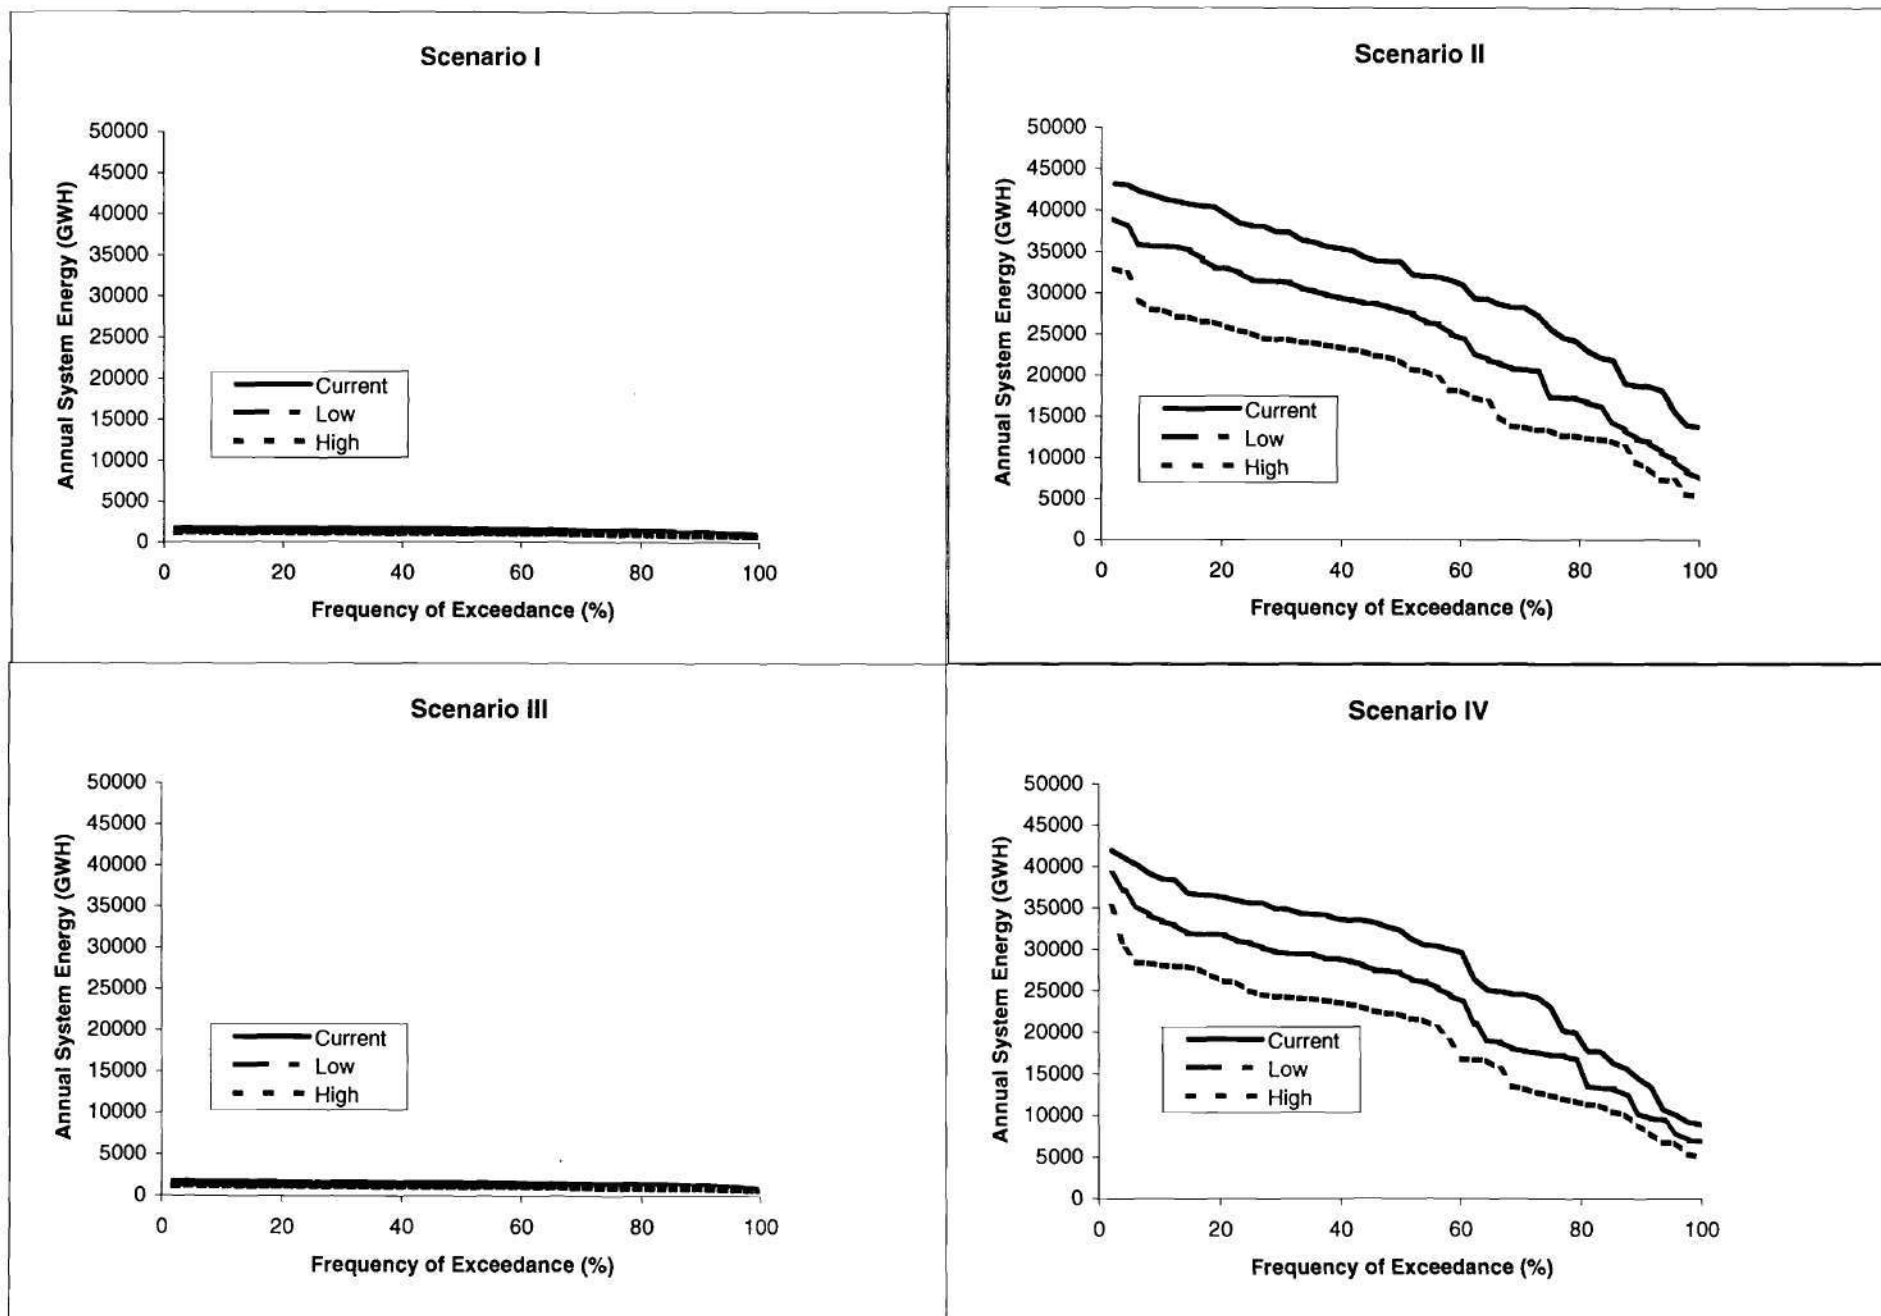 Scenario I
50000
45000
40000
35000
30000
25000
20000
15000
10000
5000
0
Annual System Energy (GWH)
Current
Low
High
0 20 40 60 80 100
Frequency of Exceedance (%)
Scenario II
50000
45000
40000
35000
30000
25000
20000
15000
10000
5000
0
Annual System Energy (GWH)
Current
Low
High
0 20 40 60 80 100
Frequency of Exceedance (%)
Scenario III
50000
45000
40000
35000
30000
25000
20000
15000
10000
5000
0
Annual System Energy (GWH)
Current
Low
High
0 20 40 60 80 100
Frequency of Exceedance (%)
Scenario IV
50000
45000
40000
35000
30000
25000
20000
15000
10000
5000
0
Annual System Energy (GWH)
Current
Low
High
0 20 40 60 80 100
Frequency of Exceedance (%)